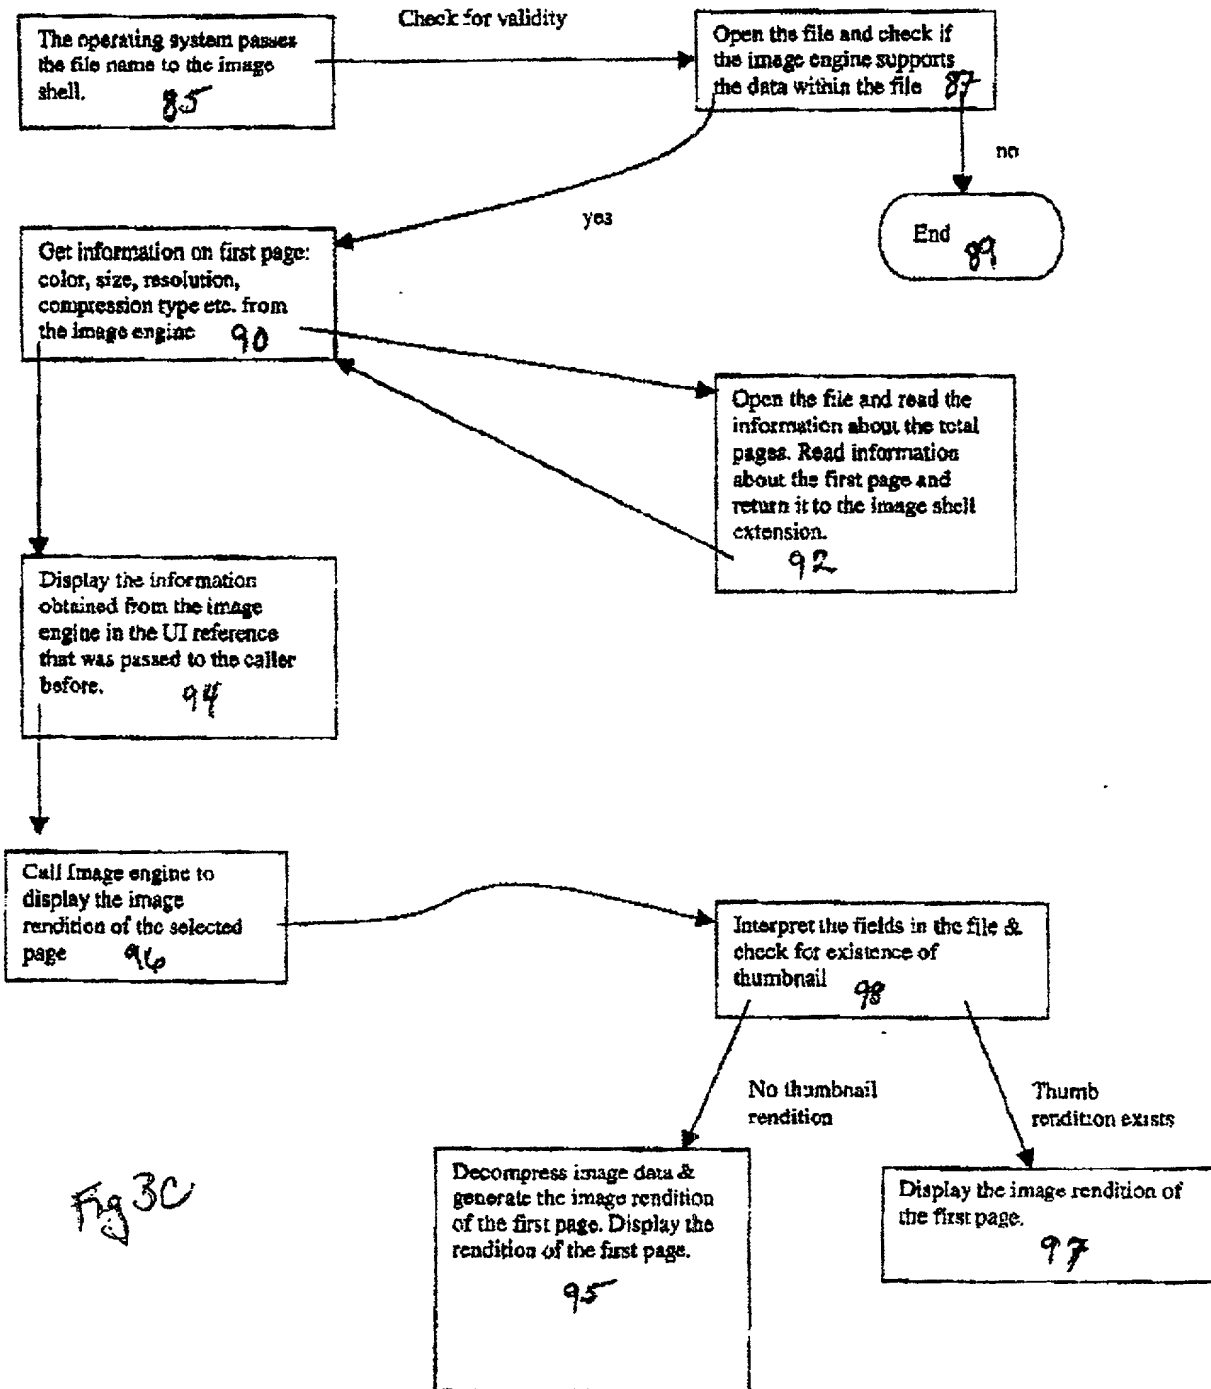 The operating system passes
the file name to the image
shell.
85
Check for validity
Open the file and check if
the image engine supports
the data within the file 87
no
End
89
yes
Get information on first page:
color, size, resolution,
compression type etc. from
the image engine 90
Open the file and read the
information about the total
pages. Read information
about the first page and
return it to the image shell
extension.
92
Display the information
obtained from the image
engine in the UI reference
that was passed to the caller
before. 94
Call Image engine to
display the image
rendition of the selected
page 96
Interpret the fields in the file &
check for existence of
thumbnail 98
No thumbnail
rendition
Thumb
rendition exists
Decompress image data &
generate the image rendition
of the first page. Display the
rendition of the first page.
95
Display the image rendition of
the first page.
97
Fig 3C